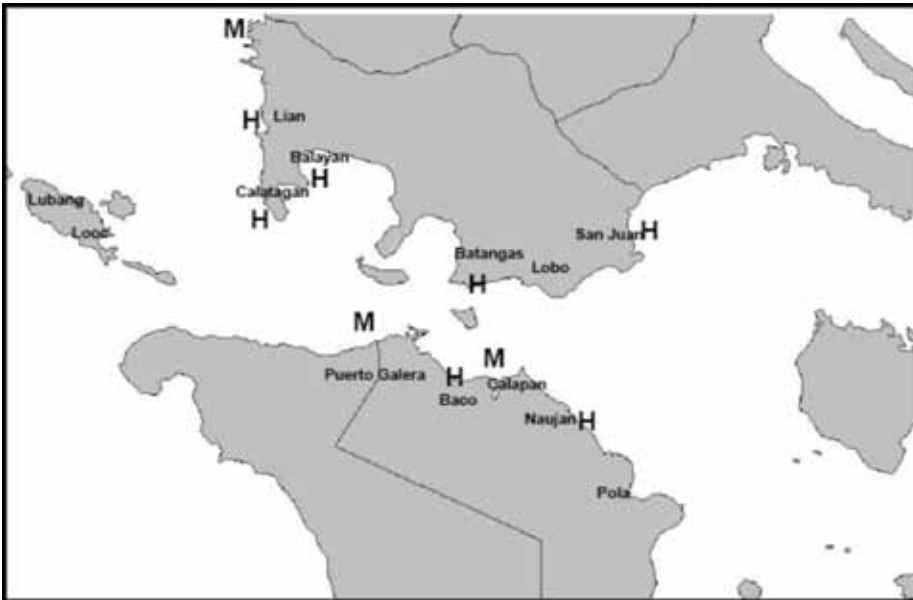 M
H Lian
Balayan
H
Calatagan
H
Lubang
Looc
San Juan H
Batangas
Lobo
H
M
M
Puerto Galera
H
Calapan
Baco
Naujan H
Pola